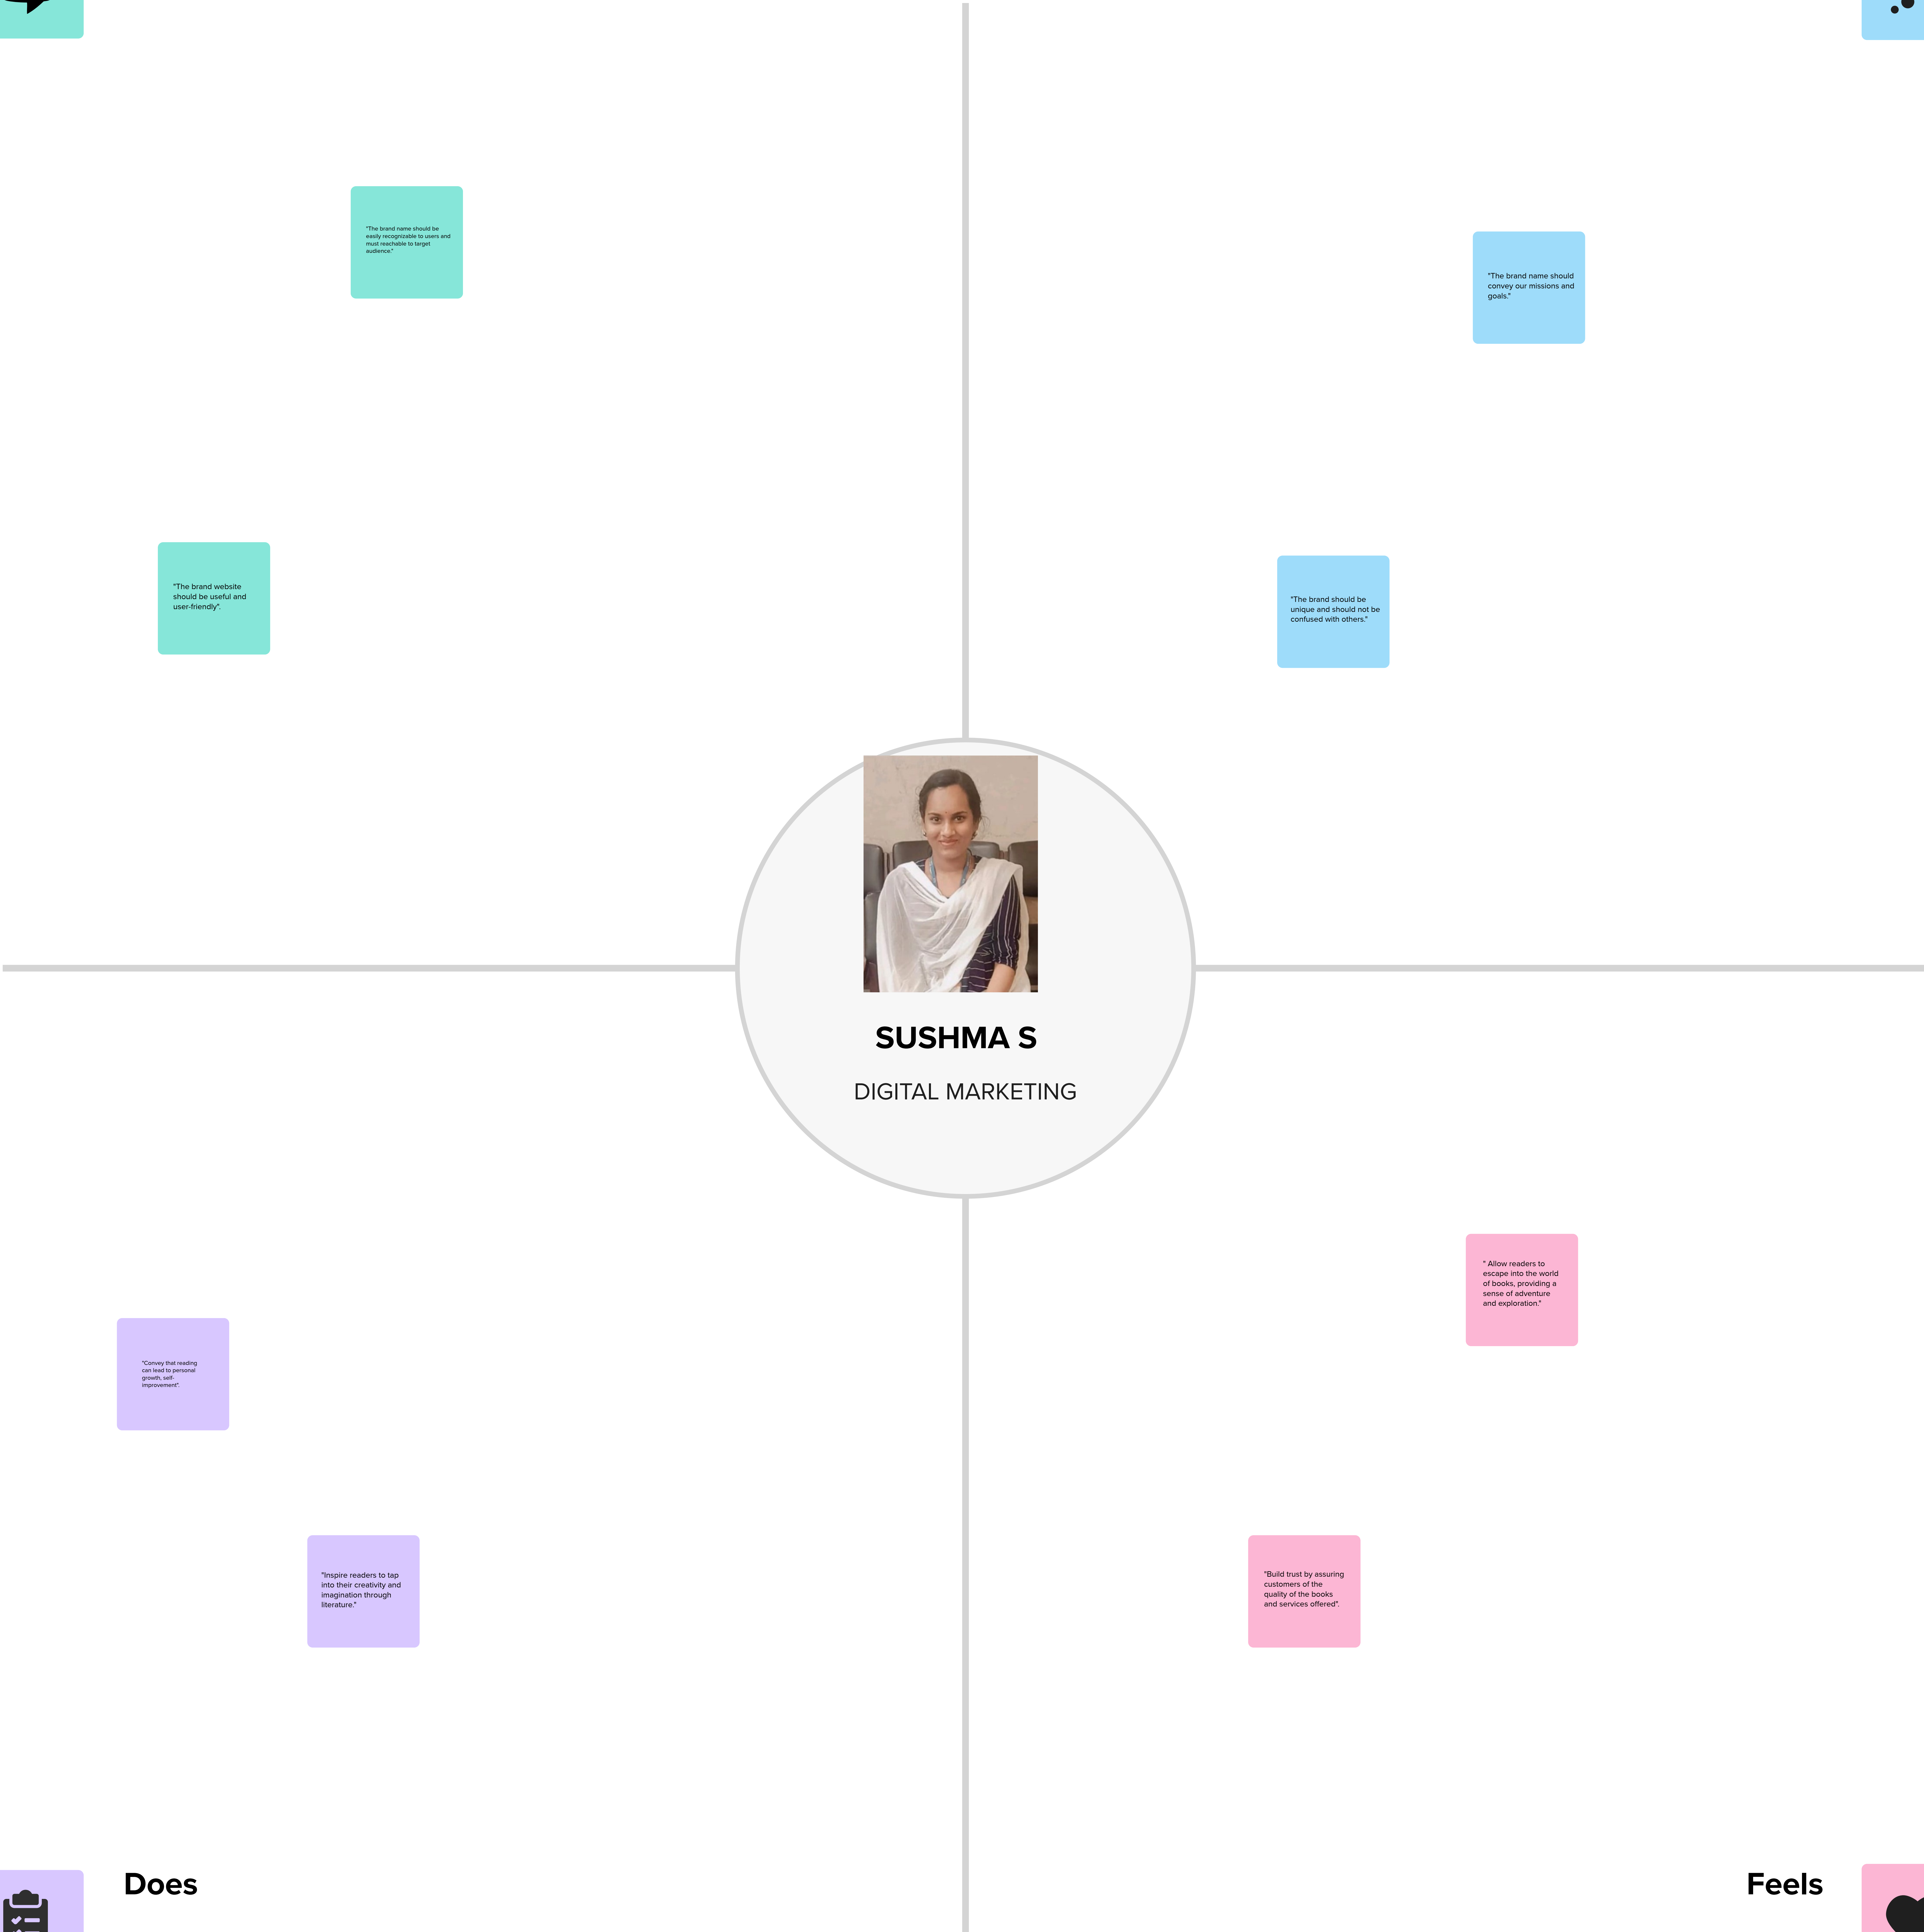 "The brand name should be
easily recognizable to users and
must reachable to target
audience."
"The brand name should
convey our missions and
goals."
"The brand website
should be useful and
user-friendly".
"The brand should be
unique and should not be
confused with others."
SUSHMA S
DIGITAL MARKETING
" Allow readers to
escape into the world
of books, providing a
sense of adventure
and exploration."
"Convey that reading
can lead to personal
growth, self-
improvement".
"Inspire readers to tap
into their creativity and
imagination through
literature."
"Build trust by assuring
customers of the
quality of the books
and services offered".
Does
Feels